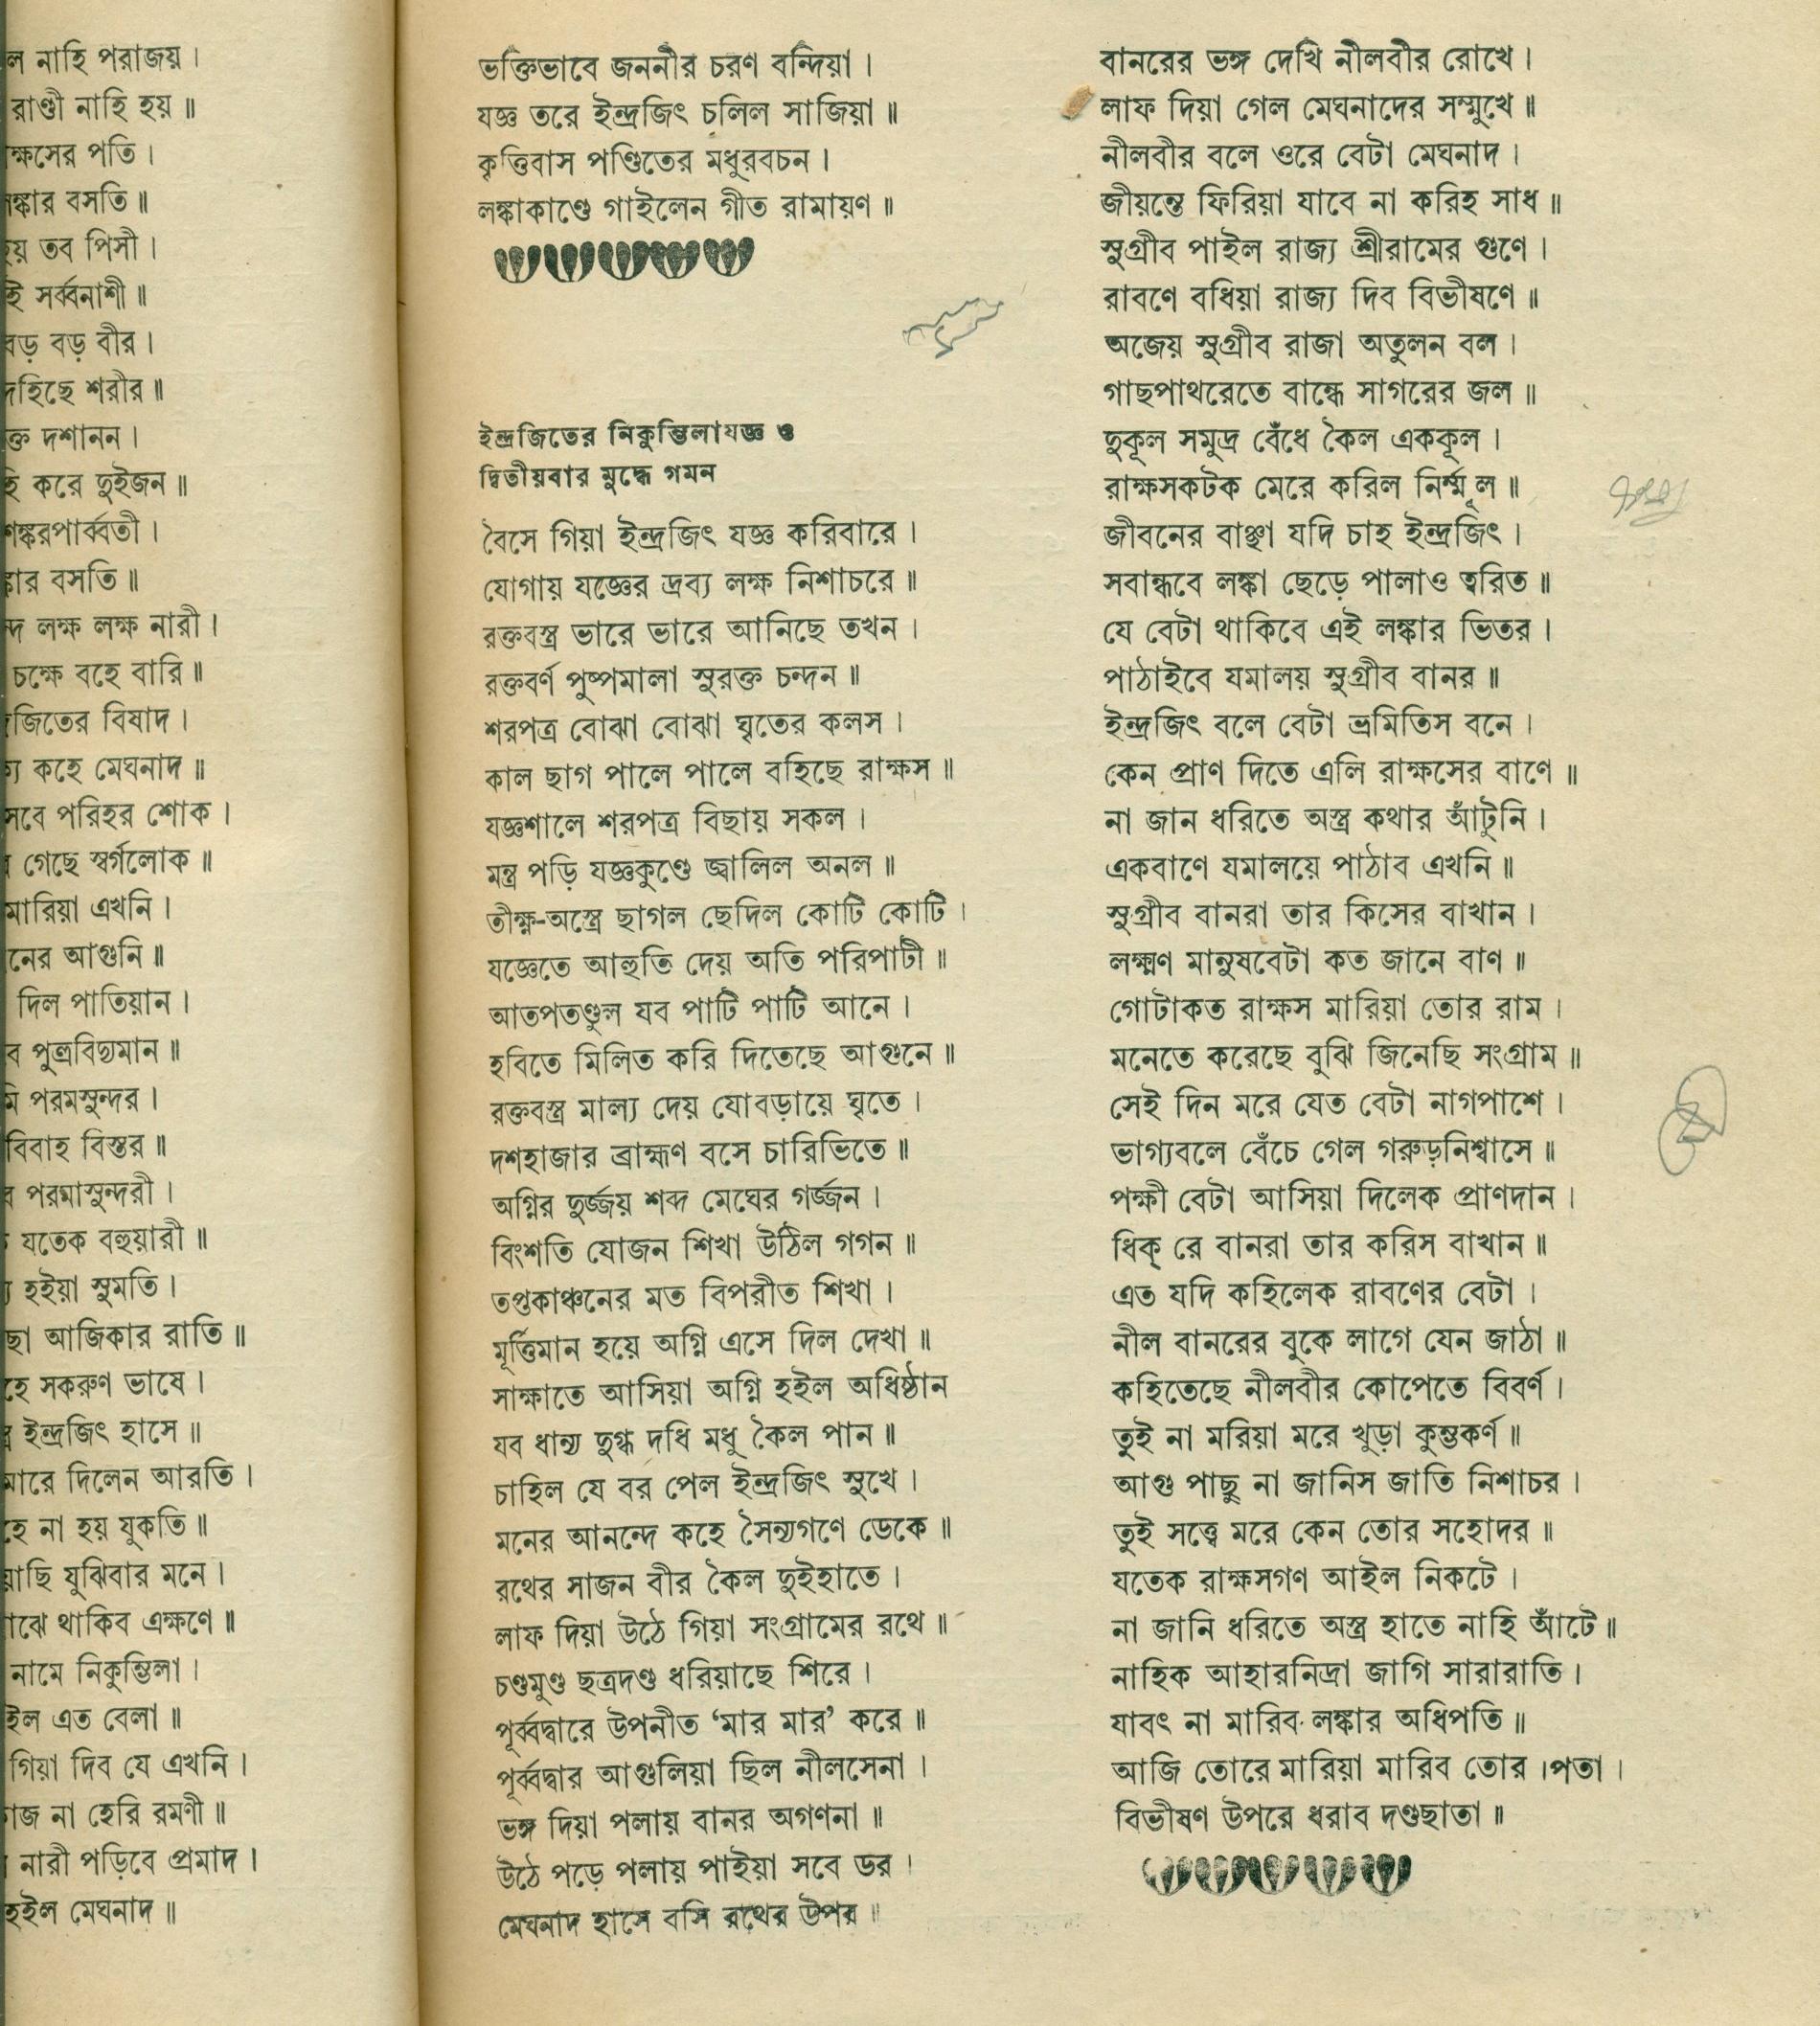 ল নাহি পরাজয়।
রাণ্ডী নাহি হয়॥
ক্ষসের পতি।
লঙ্কার বসতি॥
হয় তব পিসী।
ই সর্ব্বনাশী॥
বড় বড় বীর।
দহিছে শরীর॥
ক্ত দশানন।
হি করে দুইজন॥
শঙ্করপার্ব্বতী।
ঙ্কার বসতি॥
ন্দ লক্ষ লক্ষ নারী।
চক্ষে বহে বারি॥
দ্রজিতের বিষাদ।
ক্য কহে মেঘনাদ॥
সবে পরিহর শোক।
গেছে স্বর্গলোক॥
মারিয়া এখনি।
নের আগুনি॥
দিল পাতিয়ান।
ব পুত্ত্রবিদ্যমান॥
মি পরমসুন্দর।
বিবাহ বিস্তর॥
পরমাসুন্দরী।
যতেক বহুয়ারী॥
হইয়া সুমতি।
ছা আজিকার রাতি॥
হে সকরুণ ভাষে।
ইন্দ্রজিৎ হাসে॥
মারে দিলেন আরতি।
হে না হয় যুকতি॥
য়াছি যুঝিবার মনে।
মাঝে থাকিব এক্ষণে॥
নামে নিকুম্ভিলা।
ইল এত বেলা॥
গিয়া দিব যে এখনি।
কাজ না হেরি রমণী॥
নারী পড়িবে প্রমাদ।
হইল মেঘনাদ॥
ভক্তিভাবে জননীর চরণ বন্দিয়া।
যজ্ঞ তরে ইন্দ্রজিৎ চলিল সাজিয়া॥
কৃত্তিবাস পণ্ডিতের মধুরবচন।
লঙ্কাকাণ্ডে গাইলেন গীত রামায়ণ॥
ইন্দ্রজিতের নিকুম্ভিলাযজ্ঞ ও
দ্বিতীয়বার যুদ্ধে গমন
বৈসে গিয়া ইন্দ্রজিৎ যজ্ঞ করিবারে।
যোগায় যজ্ঞের দ্রব্য লক্ষ নিশাচরে॥
রক্তবস্ত্র ভারে ভারে আনিছে তখন।
রক্তবর্ণ পুষ্পমালা সুরক্ত চন্দন॥
শরপত্র বোঝা বোঝা ঘৃতের কলস।
কাল ছাগ পালে পালে বহিছে রাক্ষস॥
যজ্ঞশালে শরপত্র বিছায় সকল।
মন্ত্র পড়ি যজ্ঞকুণ্ডে জ্বালিল অনল॥
তীক্ষ্ণ-অস্ত্রে ছাগল ছেদিল কোটি কোটি।
যজ্ঞেতে আহুতি দেয় অতি পরিপাটী॥
আতপতণ্ডুল যব পাটি পাটি আনে।
হবিতে মিলিত করি দিতেছে আগুনে॥
রক্তবস্ত্র মাল্য দেয় যোবড়ায়ে ঘৃতে।
দশহাজার ব্রাহ্মণ বসে চারিভিতে॥
অগ্নির দুর্জ্জয় শব্দ মেঘের গর্জ্জন।
বিংশতি যোজন শিখা উঠিল গগন॥
তপ্তকাঞ্চনের মত বিপরীত শিখা।
মূর্ত্তিমান হয়ে অগ্নি এসে দিল দেখা॥
সাক্ষাতে আসিয়া অগ্নি হইল অধিষ্ঠান
যব ধান্য দুগ্ধ দধি মধু কৈল পান॥
চাহিল যে বর পেল ইন্দ্রজিৎ সুখে।
মনের আনন্দে কহে সৈন্যগণে ডেকে॥
রথের সাজন বীর কৈল দুইহাতে।
লাফ দিয়া উঠে গিয়া সংগ্রামের রথে॥
চণ্ডমুণ্ড ছত্রদণ্ড ধরিয়াছে শিরে।
পূর্ব্বদ্বারে উপনীত ‘মার মার’ করে॥
পূর্ব্বদ্বার আগুলিয়া ছিল নীলসেনা।
ভঙ্গ দিয়া পলায় বানর অগণনা॥
উঠে পড়ে পলায় পাইয়া সবে ডর।
মেঘনাদ হাসে বসি রথের উপর॥
বানরের ভঙ্গ দেখি নীলবীর রোখে।
লাফ দিয়া গেল মেঘনাদের সম্মুখে॥
নীলবীর বলে ওরে বেটা মেঘনাদ।
জীয়ন্তে ফিরিয়া যাবে না করিহ সাধ॥
সুগ্রীব পাইল রাজ্য শ্রীরামের গুণে।
রাবণে বধিয়া রাজ্য দিব বিভীষণে॥
অজেয় সুগ্রীব রাজা অতুলন বল।
গাছপাথরেতে বান্ধে সাগরের জল॥
দুকূল সমুদ্র বেঁধে কৈল এককূল।
রাক্ষসকটক মেরে করিল নির্ম্মূল॥
জীবনের বাঞ্ছা যদি চাহ ইন্দ্রজিৎ।
সবান্ধবে লঙ্কা ছেড়ে পালাও ত্বরিত॥
যে বেটা থাকিবে এই লঙ্কার ভিতর।
পাঠাইবে যমালয় সুগ্রীব বানর॥
ইন্দ্রজিৎ বলে বেটা ভ্রমিতিস বনে।
কেন প্রাণ দিতে এলি রাক্ষসের বাণে॥
না জান ধরিতে অস্ত্র কথার আঁটুনি।
একবাণে যমালয়ে পাঠাব এখনি॥
সুগ্রীব বানরা তার কিসের বাখান।
লক্ষ্মণ মানুষবেটা কত জানে বাণ॥
গোটাকত রাক্ষস মারিয়া তোর রাম।
মনেতে করেছে বুঝি জিনেছি সংগ্রাম॥
সেই দিন মরে যেত বেটা নাগপাশে।
ভাগ্যবলে বেঁচে গেল গরুড়নিশ্বাসে॥
পক্ষী বেটা আসিয়া দিলেক প্রাণদান।
ধিক্ রে বানরা তার করিস বাখান॥
এত যদি কহিলেক রাবণের বেটা।
নীল বানরের বুকে লাগে যেন জাঠা॥
কহিতেছে নীলবীর কোপেতে বিবর্ণ।
তুই না মরিয়া মরে খুড়া কুম্ভকর্ণ॥
আগু পাছু না জানিস জাতি নিশাচর।
তুই সত্ত্বে মরে কেন তোর সহোদর॥
যতেক রাক্ষসগণ আইল নিকটে।
না জানি ধরিতে অস্ত্র হাতে নাহি আঁটে॥
নাহিক আহারনিদ্রা জাগি সারারাতি।
যাবৎ না মারিব লঙ্কার অধিপতি॥
আজি তোরে মারিয়া মারিব তোর পিতা।
বিভীষণ উপরে ধরাব দণ্ডছাতা॥